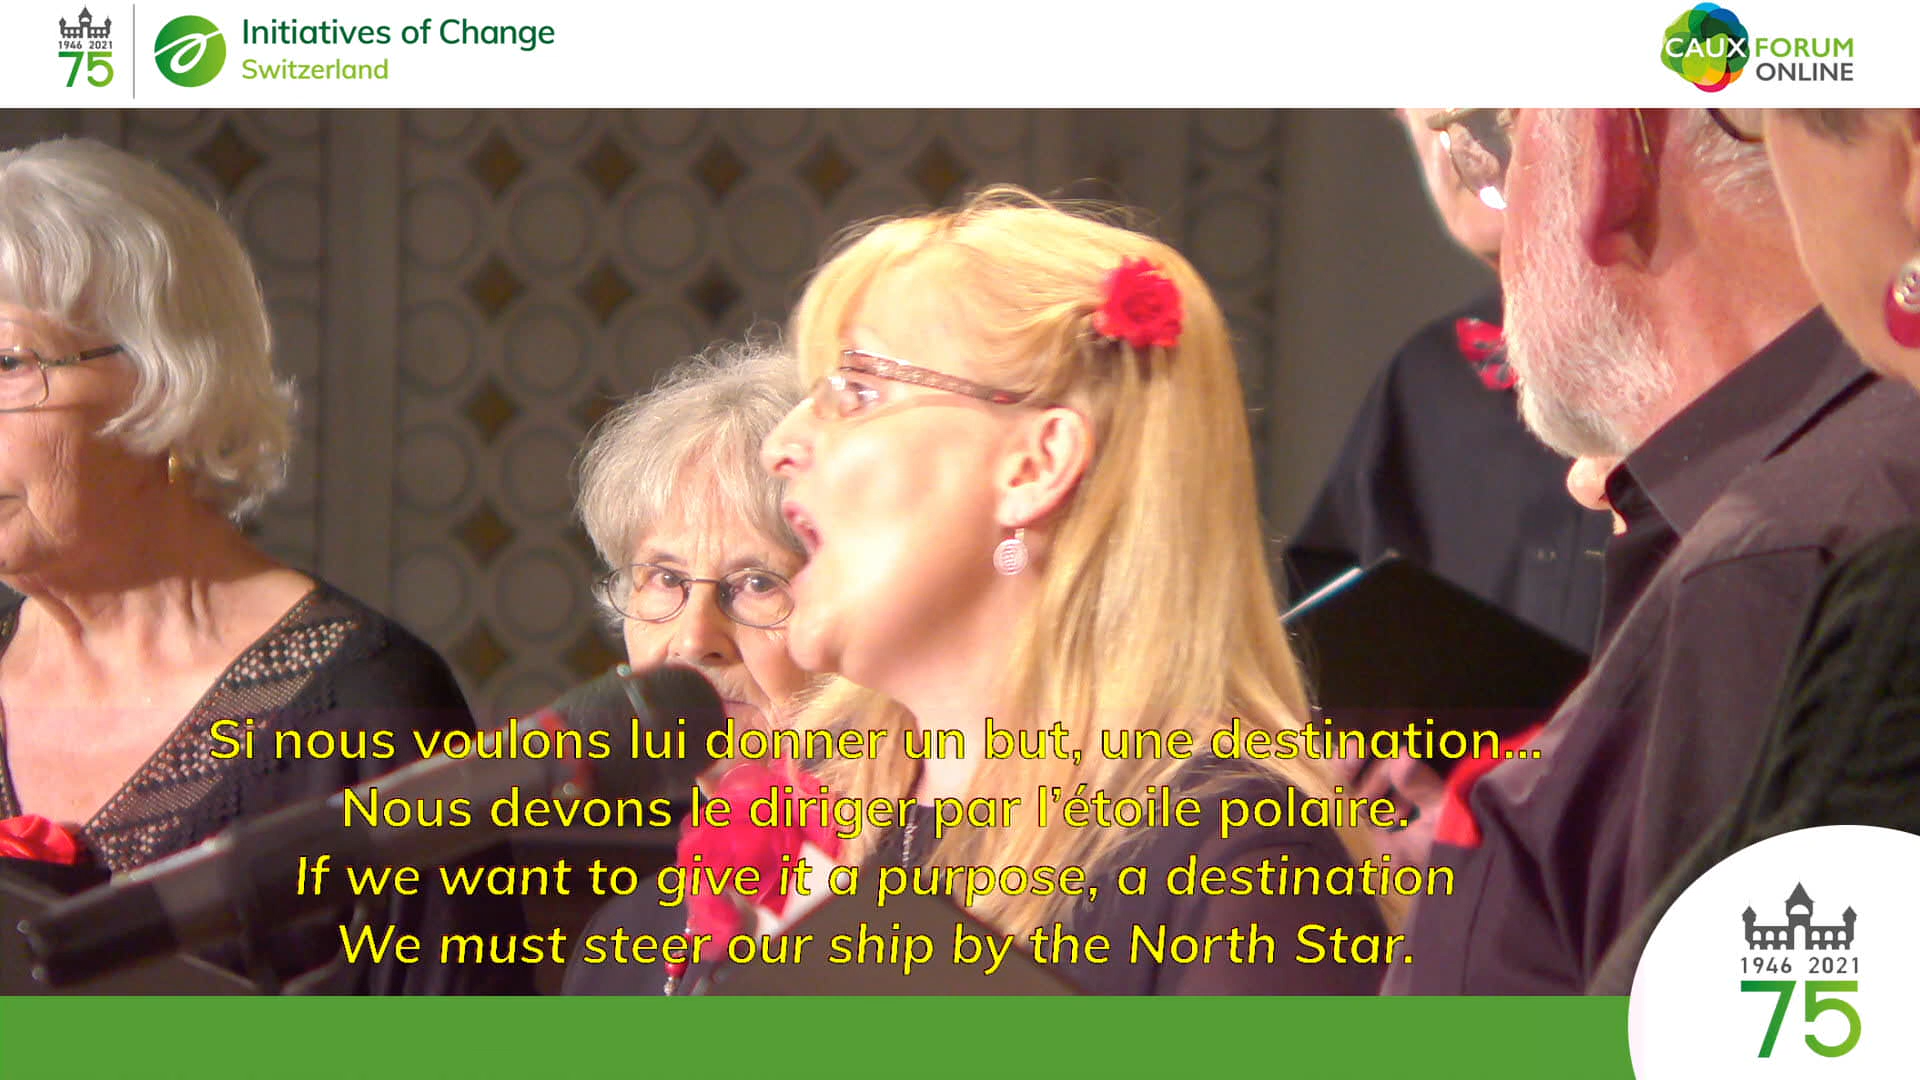 1946 2021
75
Initiatives of Change
Switzerland
CAUX FORUM
ONLINE
Si nous voulons lui donner un but, une destination...
Nous devons le diriger par l'étoile polaire.
If we want to give it a purpose, a destination
We must steer our ship by the North Star.
1946 2021
75